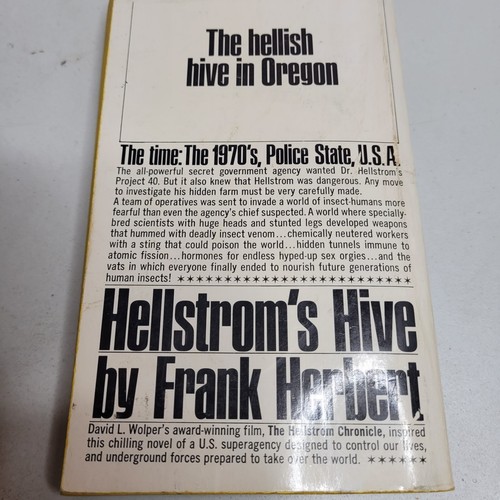 The hellish
hive in Oregon
The time: The 1970's, Police State, U.S.A.
The all-powerful secret government agency wanted Dr. Hellstrom's
Project 40. But it also knew that Hellstrom was dangerous. Any move
to investigate his hidden farm must be very carefully made.
A team of operatives was sent to invade a world of insect-humans more
fearful than even the agency's chief suspected. A world where specially-
bred scientists with huge heads and stunted legs developed weapons
that hummed with deadly insect venom...chemically neutered workers
with a sting that could poison the world...hidden tunnels immune to
atomic fission...hormones for endless hyped-up sex orgies...and the
vats in which everyone finally ended to nourish future generations of
human insects! ★★★★★★★★★★★★★★★★★★★★★★★★
Hellstrom's Hive
by Frank Herbert
David L. Wolper's award-winning film, The Hellstrom Chronicle, inspired
this chilling novel of a U.S. superagency designed to control our lives,
and underground forces prepared to take over the world. ★★★★★★